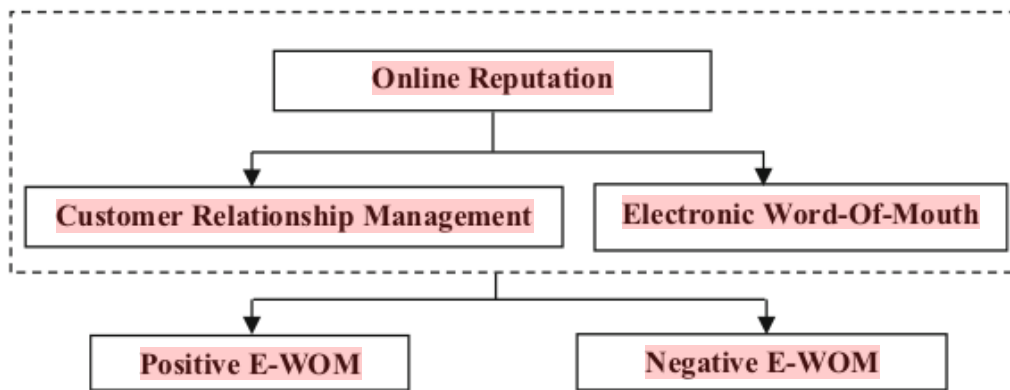 Online Reputation
Customer Relationship Management
Electronic Word-Of-Mouth
Positive E-WOM
Negative E-WOM